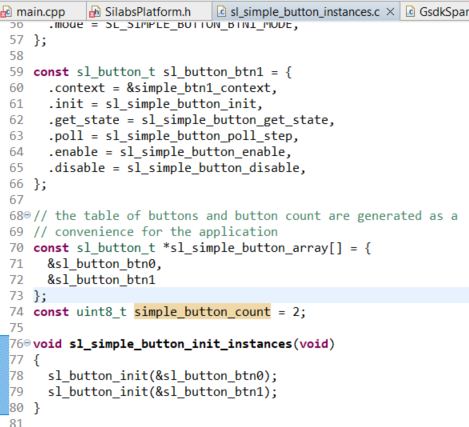 main.cpp SilabsPlatform.h sl_simple_button_instances.c GsdkSpar
56 .mode = SL_SIMPLE_BUTTON_BTN1_MODE,
57 };
58
59 const sl_button_t sl_button_btn1 = {
60 .context = &simple_btn1_context,
61 .init = sl_simple_button_init,
62 .get_state = sl_simple_button_get_state,
63 .poll = sl_simple_button_poll_step,
64 .enable = sl_simple_button_enable,
65 .disable = sl_simple_button_disable,
66 };
67
68 // the table of buttons and button count are generated as a
69 // convenience for the application
70 const sl_button_t *sl_simple_button_array[] = {
71 &sl_button_btn0,
72 &sl_button_btn1
73 };
74 const uint8_t simple_button_count = 2;
75
76 void sl_simple_button_init_instances(void)
77 {
78 sl_button_init(&sl_button_btn0);
79 sl_button_init(&sl_button_btn1);
80 }
81